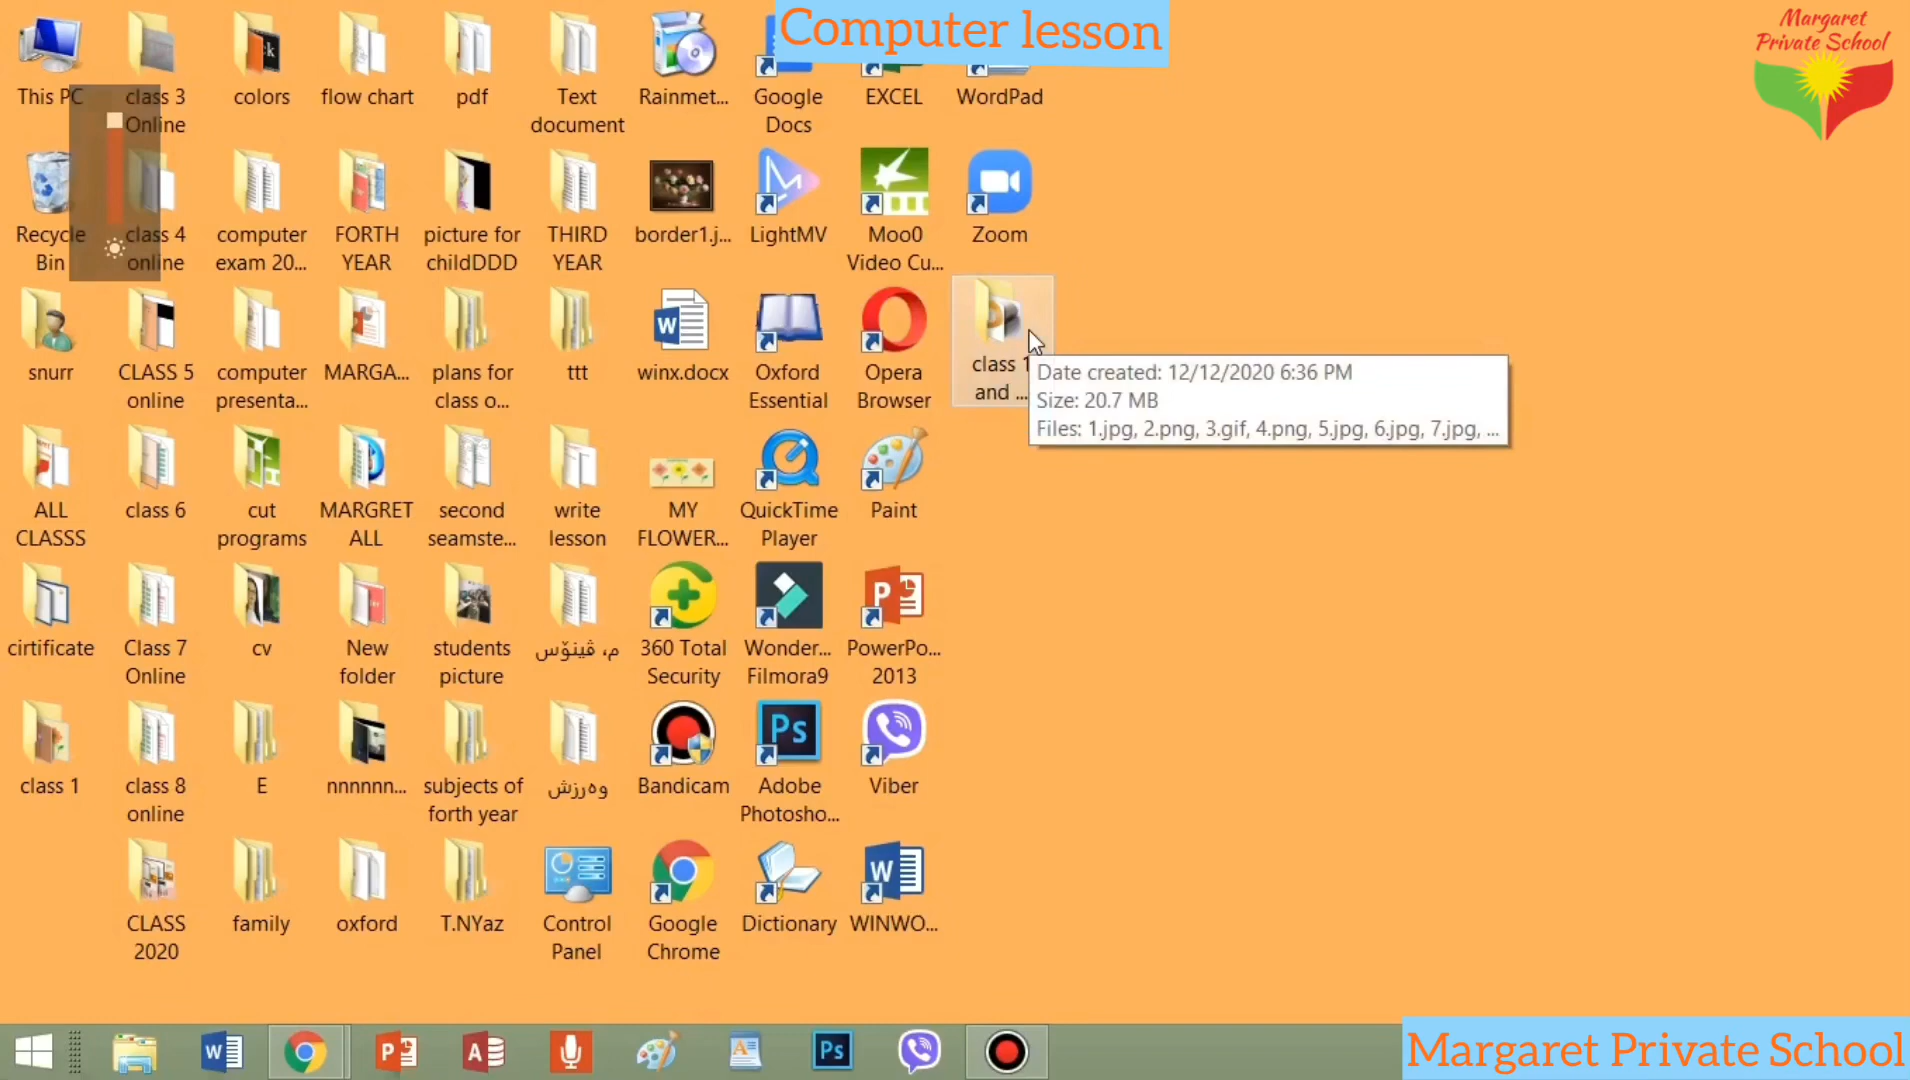 Computer lesson
Margaret
Private School
This PC
class 3
Online
colors
flow chart
pdf
Text
document
Rainmet...
Google
Docs
EXCEL
WordPad
Recycle
Bin
class 4
online
computer
exam 20...
FORTH
YEAR
picture for
childDDD
THIRD
YEAR
border1.j...
LightMV
Moo0
Video Cu...
Zoom
snurr
CLASS 5
online
computer
presenta...
MARGA...
plans for
class o...
ttt
winx.docx
Oxford
Essential
Opera
Browser
class 1
and ...
Date created: 12/12/2020 6:36 PM
Size: 20.7 MB
Files: 1.jpg, 2.png, 3.gif, 4.png, 5.jpg, 6.jpg, 7.jpg, ...
ALL
CLASSS
class 6
cut
programs
MARGRET
ALL
second
seamste...
write
lesson
MY
FLOWER...
QuickTime
Player
Paint
cirtificate
Class 7
Online
cv
New
folder
students
picture
م، ڤینۆس
360 Total
Security
Wonder...
Filmora9
PowerPo...
2013
class 1
class 8
online
E
nnnnnn...
subjects of
forth year
وەرزش
Bandicam
Adobe
Photosho...
Viber
CLASS
2020
family
oxford
T.NYaz
Control
Panel
Google
Chrome
Dictionary
WINWO...
Margaret Private School